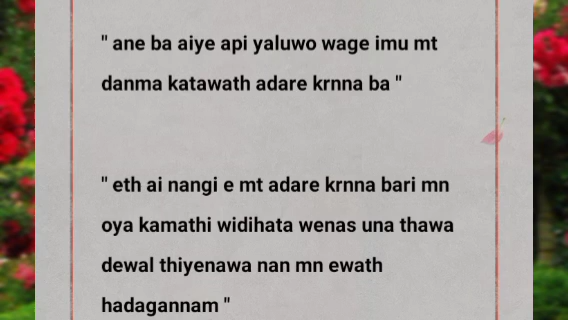 " ane ba aiye api yaluwo wage imu mt
danma katawath adare krnna ba "
" eth ai nangi e mt adare krnna bari mn
oya kamathi widihata wenas una thawa
dewal thiyenawa nan mn ewath
hadagannam "